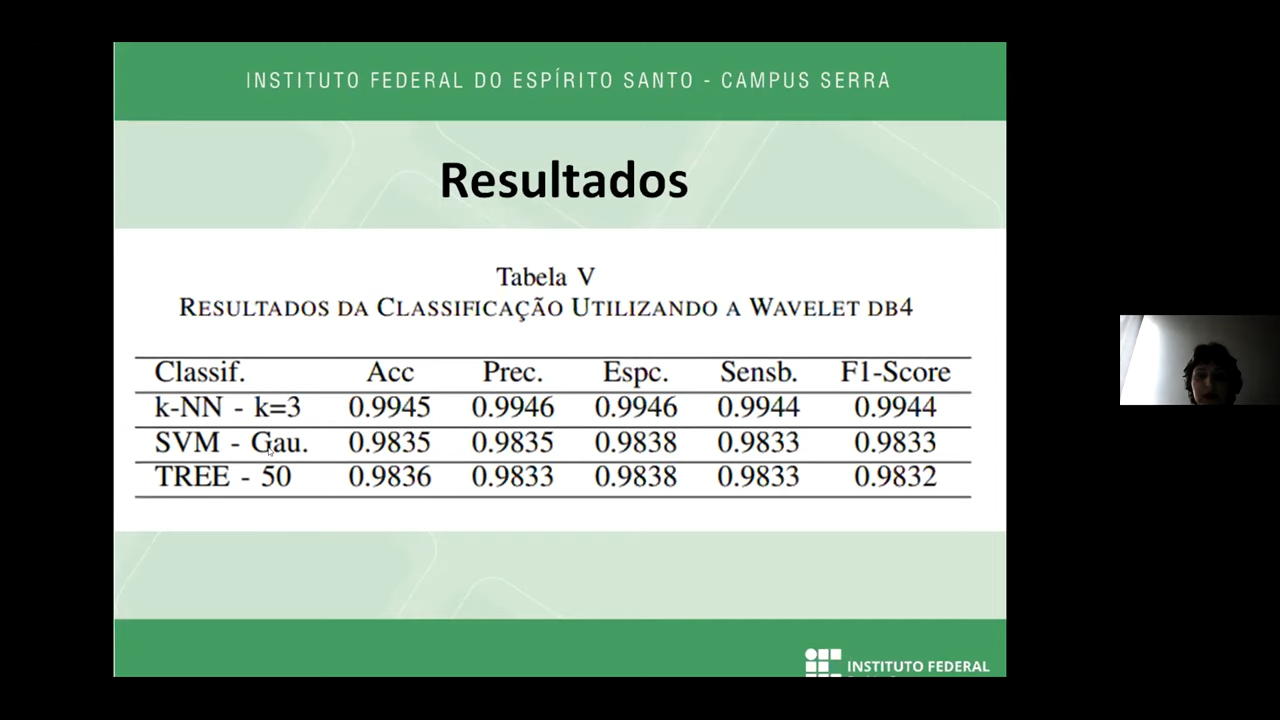 INSTITUTO FEDERAL DO ESPÍRITO SANTO - CAMPUS SERRA
Resultados
Tabela V
RESULTADOS DA CLASSIFICAÇÃO UTILIZANDO A WAVELET DB4
Classif. Acc Prec. Espc. Sensb. F1-Score
k-NN - k=3 0.9945 0.9946 0.9946 0.9944 0.9944
SVM - Gau. 0.9835 0.9835 0.9838 0.9833 0.9833
TREE - 50 0.9836 0.9833 0.9838 0.9833 0.9832
INSTITUTO FEDERAL